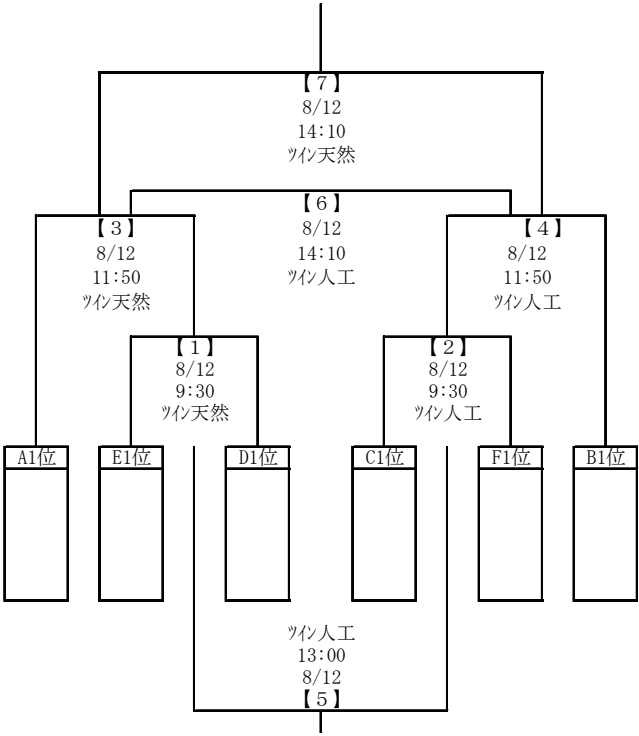 【７】
8/12
14:10
ﾂｲﾝ天然
【６】
8/12
14:10
ﾂｲﾝ人工
【３】
8/12
11:50
ﾂｲﾝ天然
【４】
8/12
11:50
ﾂｲﾝ人工
【１】
8/12
9:30
ﾂｲﾝ天然
【２】
8/12
9:30
ﾂｲﾝ人工
A1位
E1位
D1位
C1位
F1位
B1位
ﾂｲﾝ人工
13:00
8/12
【５】